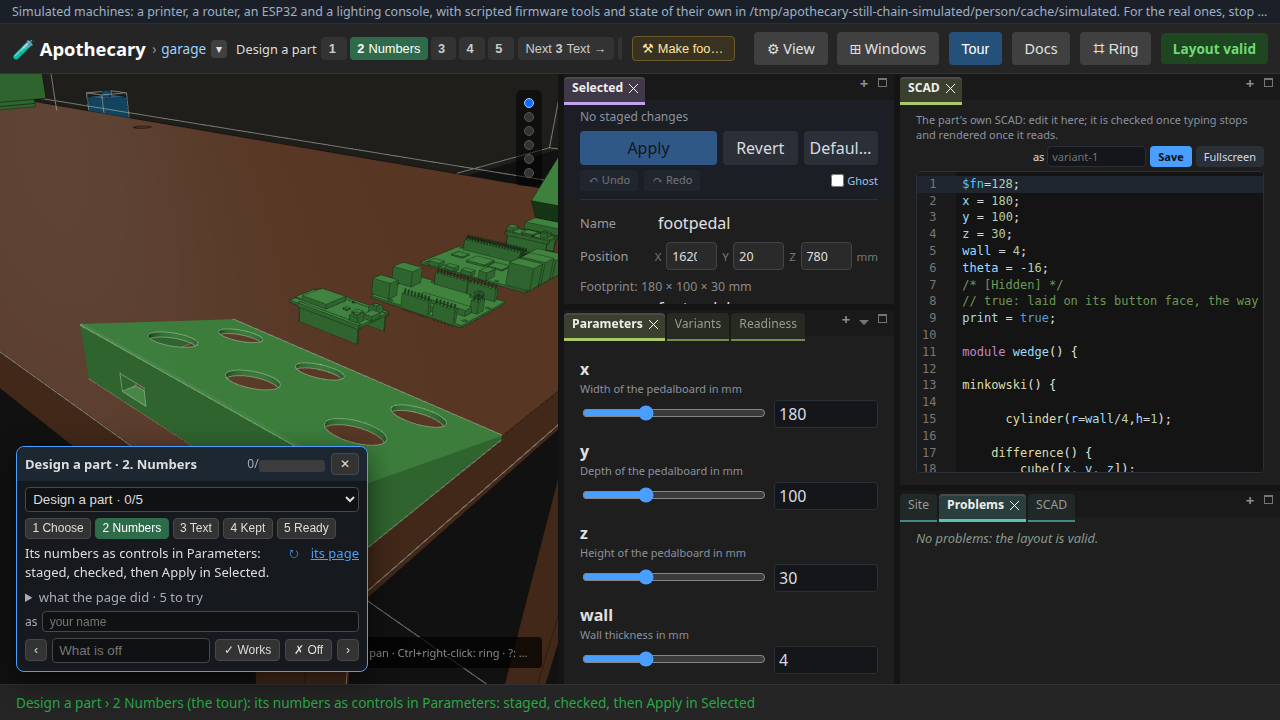 Simulated machines: a printer, a router, an ESP32 and a lighting console, with scripted firmware tools and state of their own in /tmp/apothecary-still-chain-simulated/person/cache/simulated. For the real ones, stop ...
Apothecary › garage ▾ Design a part 1 2 Numbers 3 4 5 Next 3 Text → ⚒ Make foo... ⚙ View ⊞ Windows Tour Docs ⌗ Ring Layout valid
Selected
No staged changes
Apply Revert Defaul...
↶ Undo ↷ Redo Ghost
Name footpedal
Position X 1620 Y 20 Z 780 mm
Footprint: 180 × 100 × 30 mm
Parameters Variants Readiness
x
Width of the pedalboard in mm
180
y
Depth of the pedalboard in mm
100
z
Height of the pedalboard in mm
30
wall
Wall thickness in mm
4
SCAD
The part's own SCAD: edit it here; it is checked once typing stops
and rendered once it reads.
as variant-1 Save Fullscreen
1 $fn=128;
2 x = 180;
3 y = 100;
4 z = 30;
5 wall = 4;
6 theta = -16;
7 /* [Hidden] */
8 // true: laid on its button face, the way
9 print = true;
10
11 module wedge() {
12
13 minkowski() {
14
15 cylinder(r=wall/4,h=1);
16
17 difference() {
18 cube([x, y, z]);
Site Problems SCAD
No problems: the layout is valid.
Design a part · 2. Numbers 0/ ✕
Design a part · 0/5
1 Choose 2 Numbers 3 Text 4 Kept 5 Ready
Its numbers as controls in Parameters: ↻ its page
staged, checked, then Apply in Selected.
▶ what the page did · 5 to try
as your name
‹ What is off ✓ Works ✗ Off ›
pan · Ctrl+right-click: ring · ?: ...
Design a part › 2 Numbers (the tour): its numbers as controls in Parameters: staged, checked, then Apply in Selected